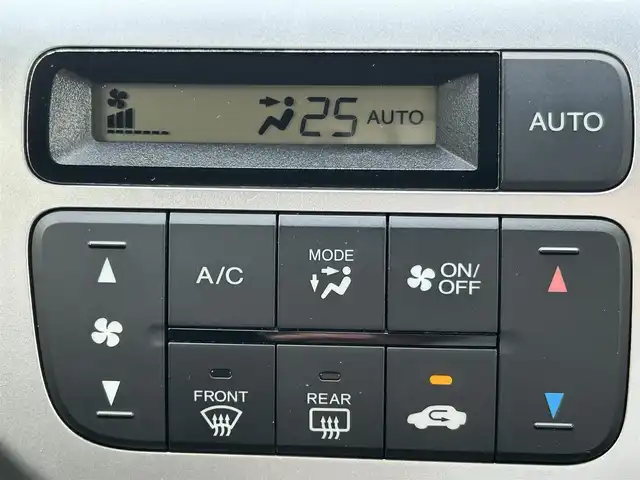 25 AUTO
AUTO
A/C
MODE
ON/
OFF
FRONT
REAR